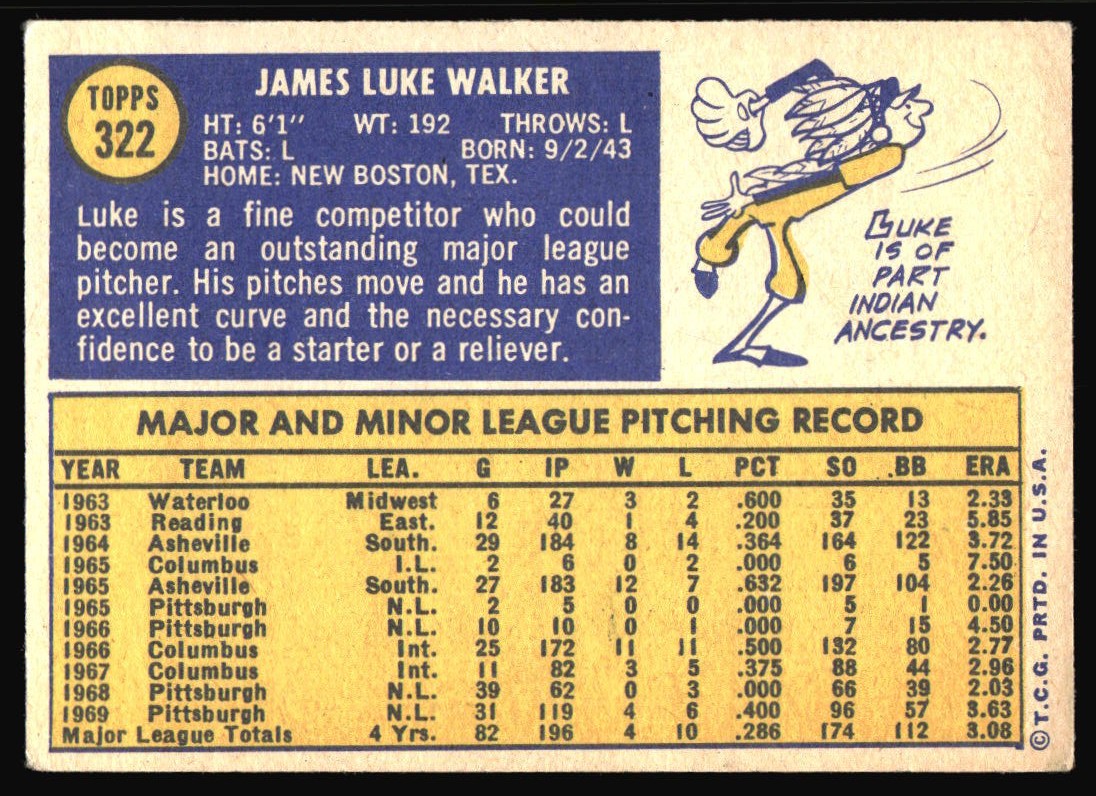 TOPPS
322
JAMES LUKE WALKER
HT: 6'1" WT: 192 THROWS: L
BATS: L BORN: 9/2/43
HOME: NEW BOSTON, TEX.
Luke is a fine competitor who could
become an outstanding major league
pitcher. His pitches move and he has an
excellent curve and the necessary con-
fidence to be a starter or a reliever.
LUKE
IS OF
PART
INDIAN
ANCESTRY.
MAJOR AND MINOR LEAGUE PITCHING RECORD
YEAR TEAM LEA. G IP W L PCT SO .BB ERA
1963 Waterloo Midwest 6 27 3 2 .600 35 13 2.33
1963 Reading East. 12 40 1 4 .200 37 23 5.85
1964 Asheville South. 29 184 8 14 .364 164 122 3.72
1965 Columbus I.L. 2 6 0 2 .000 6 5 7.50
1965 Asheville South. 27 183 12 7 .632 197 104 2.26
1965 Pittsburgh N.L. 2 5 0 0 .000 5 1 0.00
1966 Pittsburgh N.L. 10 10 0 1 .000 7 15 4.50
1966 Columbus Int. 25 172 11 11 .500 132 80 2.77
1967 Columbus Int. 11 82 3 5 .375 88 44 2.96
1968 Pittsburgh N.L. 39 62 0 3 .000 66 39 2.03
1969 Pittsburgh N.L. 31 119 4 6 .400 96 57 3.63
Major League Totals 4 Yrs. 82 196 4 10 .286 174 112 3.08
©T.C.G. PRTD. IN U.S.A.